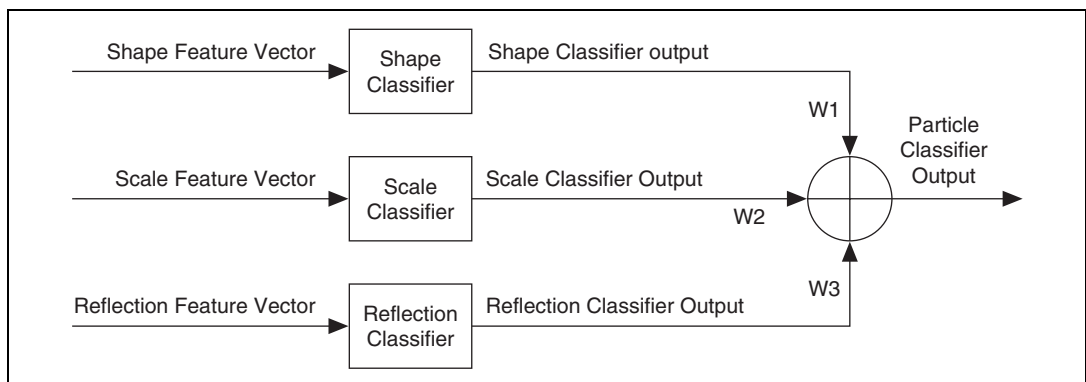 Shape Feature Vector
Shape
Classifier
Shape Classifier output
W1
Particle
Classifier
Output
Scale Feature Vector
Scale
Classifier
Scale Classifier Output
W2
Reflection Feature Vector
Reflection
Classifier
Reflection Classifier Output
W3